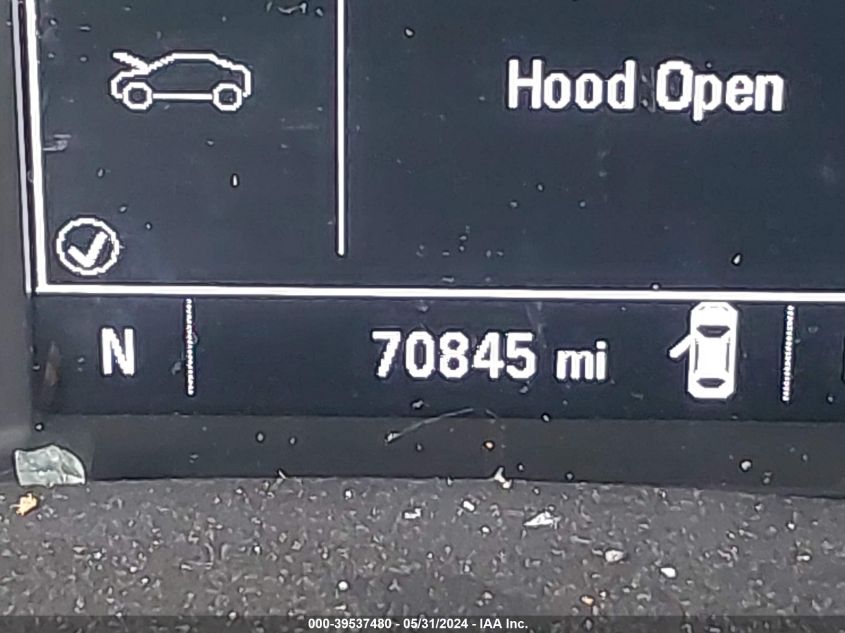 Hood Open
N
70845 mi
000-39537480 - 05/31/2024 - IAA Inc.